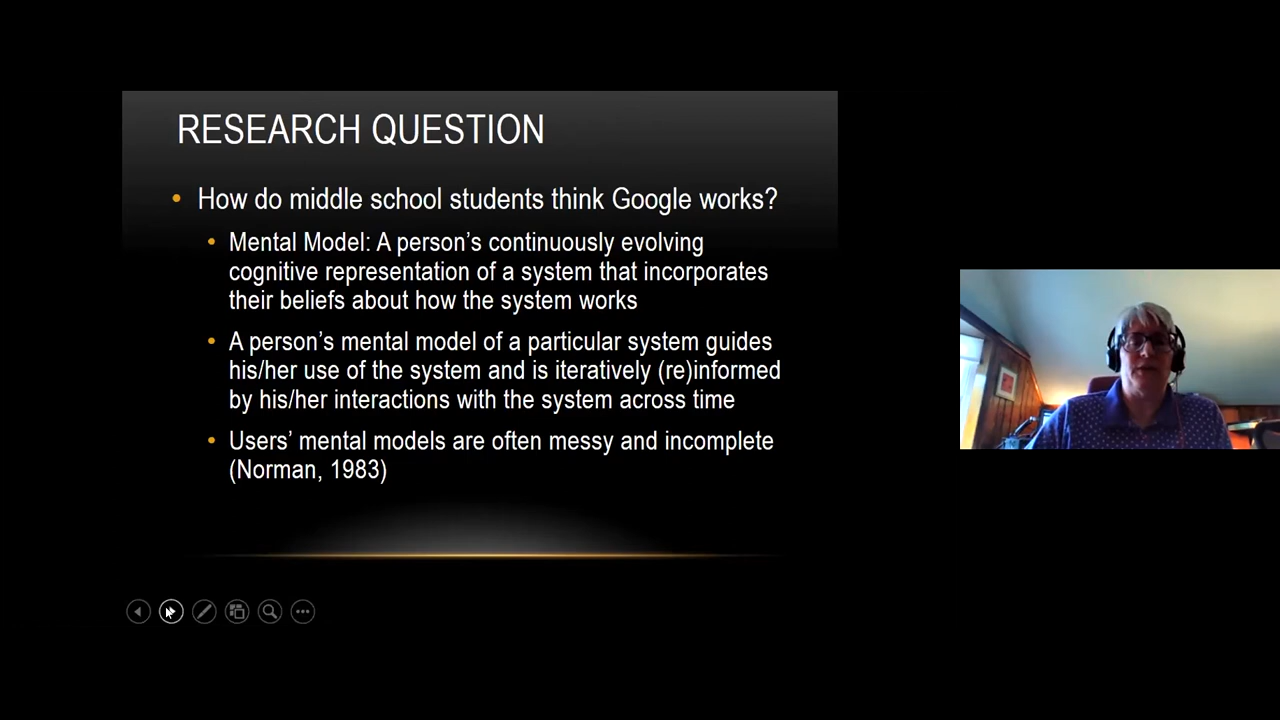 RESEARCH QUESTION
• How do middle school students think Google works?
• Mental Model: A person’s continuously evolving
cognitive representation of a system that incorporates
their beliefs about how the system works
• A person’s mental model of a particular system guides
his/her use of the system and is iteratively (re)informed
by his/her interactions with the system across time
• Users’ mental models are often messy and incomplete
(Norman, 1983)